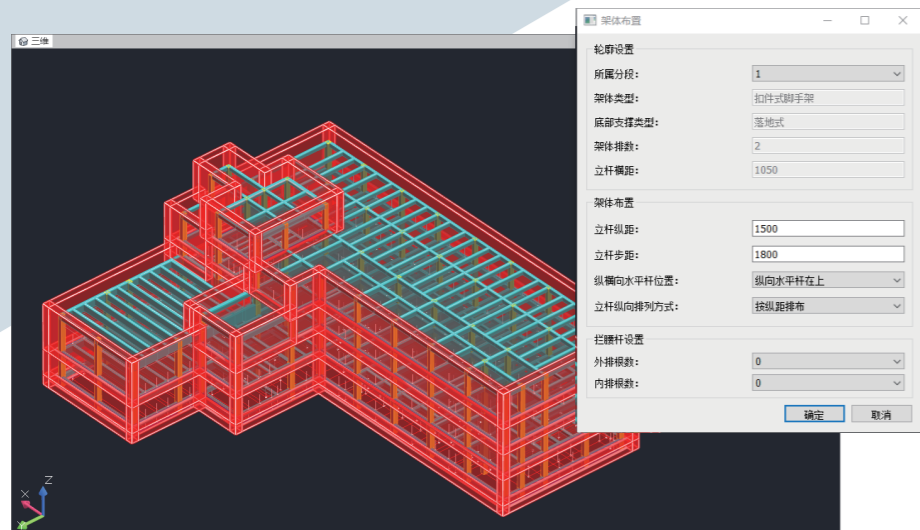 三维
X
Z
Y
架体布置
轮廓设置
所属分段:
1
架体类型:
扣件式脚手架
底部支撑类型:
落地式
架体排数:
2
立杆横距:
1050
架体布置
立杆纵距:
1500
立杆步距:
1800
纵横向水平杆位置:
纵向水平杆在上
立杆纵向排列方式:
按纵距排布
拦腰杆设置
外排根数:
0
内排根数:
0
确定
取消